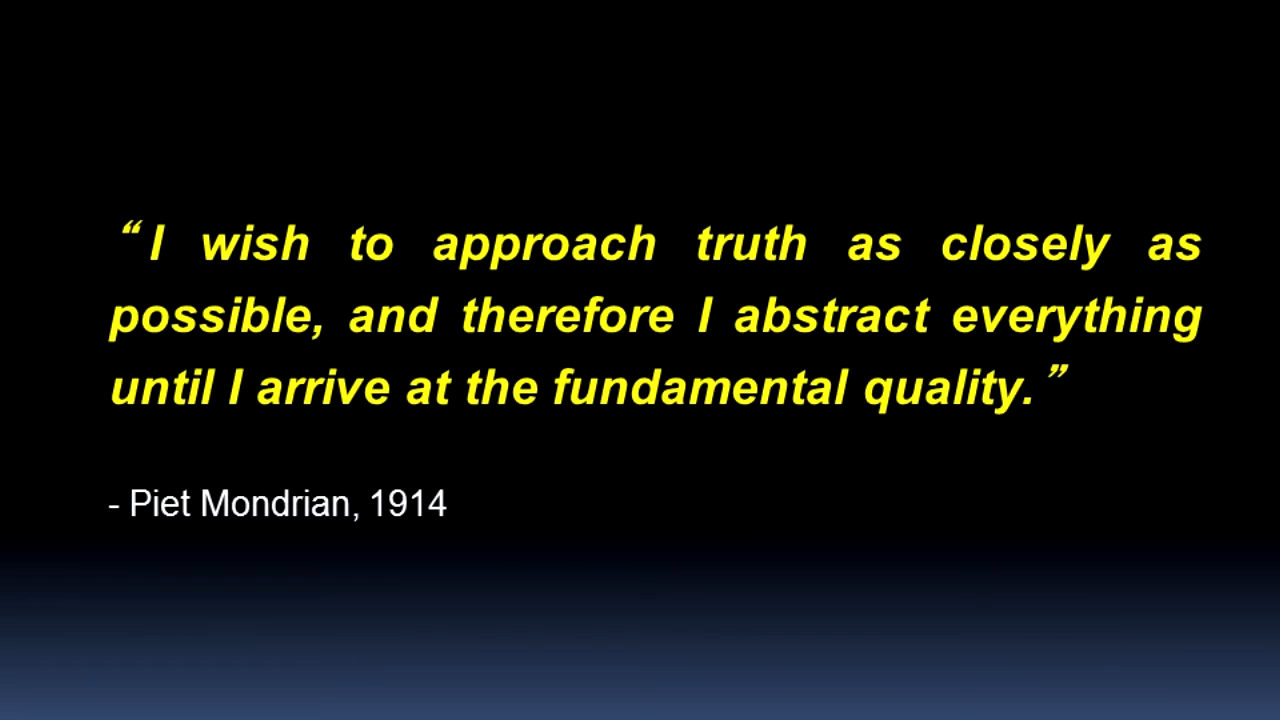 “I wish to approach truth as closely as
possible, and therefore I abstract everything
until I arrive at the fundamental quality.”
- Piet Mondrian, 1914